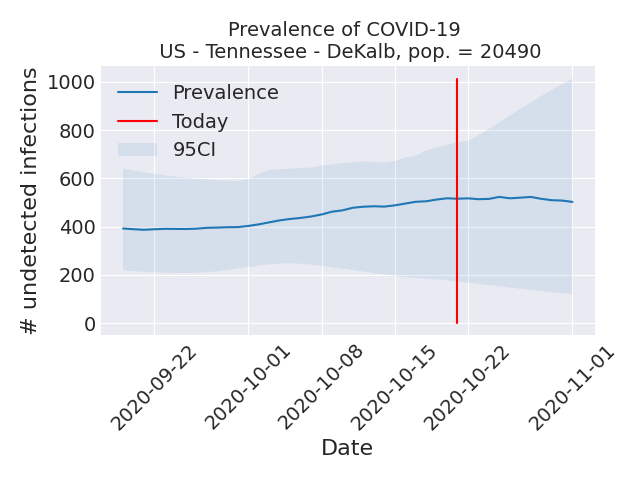 Prevalence of COVID-19
US - Tennessee - DeKalb, pop. = 20490
# undetected infections
1000
800
600
400
200
0
Prevalence
Today
95CI
2020-09-22
2020-10-01
2020-10-08
2020-10-15
2020-10-22
2020-11-01
Date